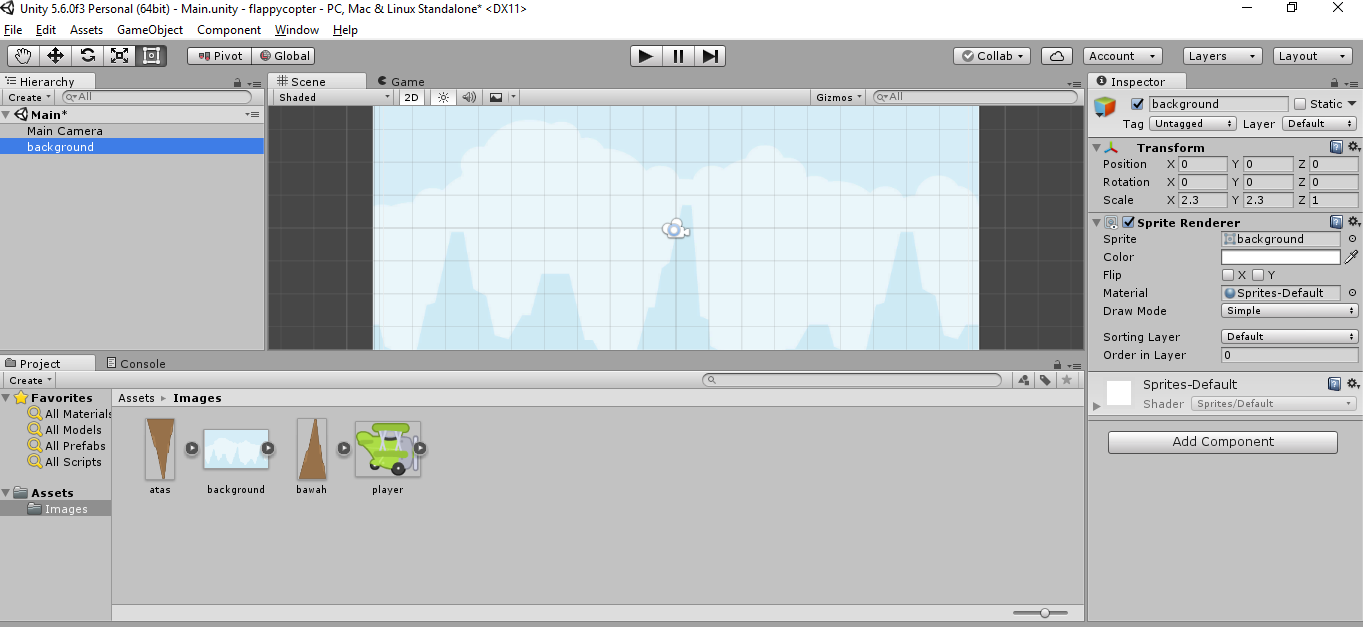 Unity 5.6.0f3 Personal (64bit) - Main.unity - flappycopter - PC, Mac & Linux Standalone* <DX11>
File Edit Assets GameObject Component Window Help
Pivot Global Collab Account Layers Layout
Hierarchy
Create All
Main*
Main Camera
background
Scene Game
Shaded 2D Gizmos All
Inspector
background Static
Tag Untagged Layer Default
Transform
Position X 0 Y 0 Z 0
Rotation X 0 Y 0 Z 0
Scale X 2.3 Y 2.3 Z 1
Sprite Renderer
Sprite background
Color
Flip X Y
Material Sprites-Default
Draw Mode Simple
Sorting Layer Default
Order in Layer 0
Sprites-Default
Shader Sprites/Default
Add Component
Project Console
Create
Favorites
All Materials
All Models
All Prefabs
All Scripts
Assets
Images
Assets Images
atas background bawah player